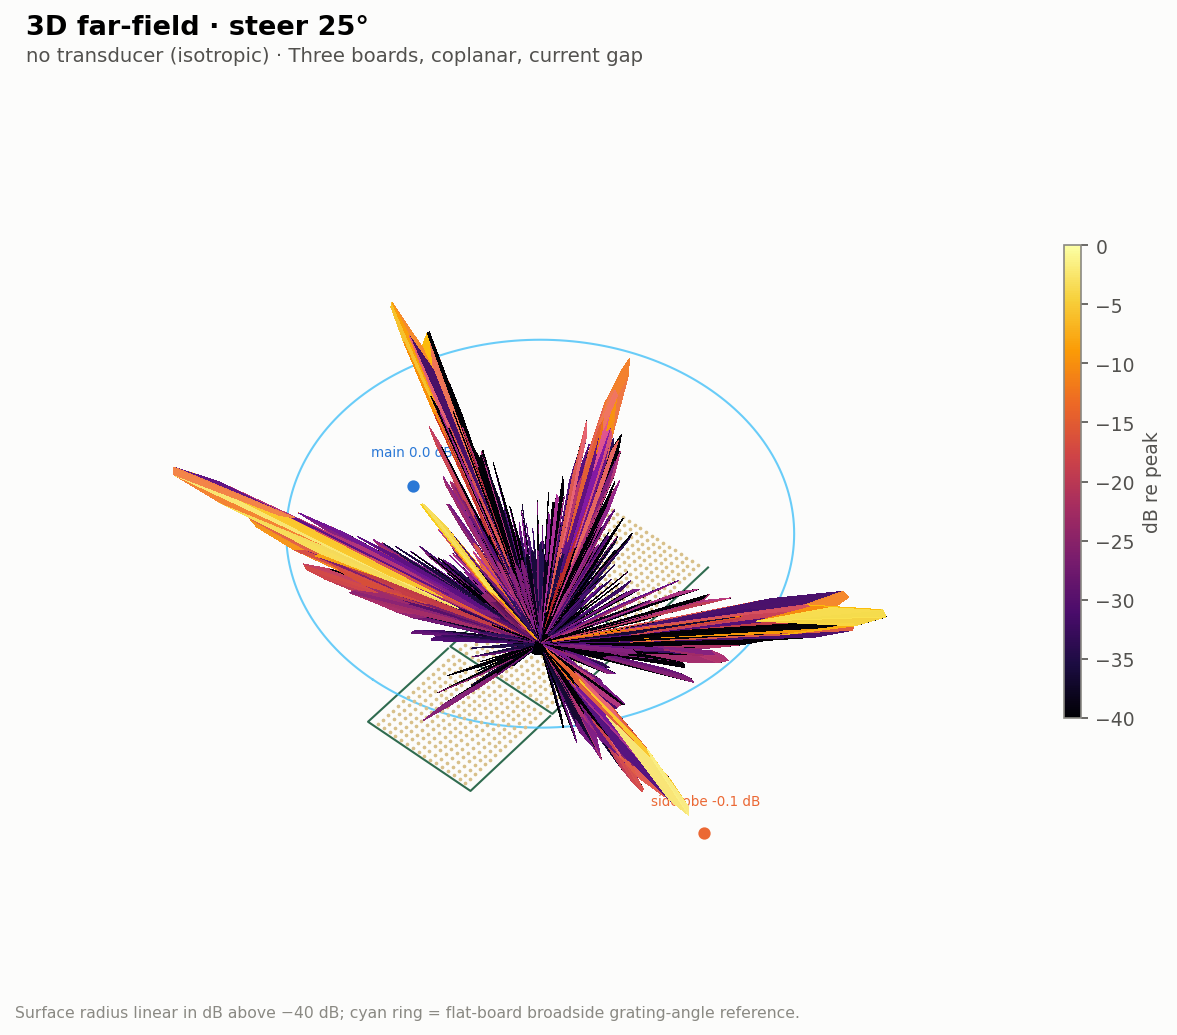 3D far-field · steer 25°
no transducer (isotropic) · Three boards, coplanar, current gap
main 0.0 dB
sidelobe -0.1 dB
0
−5
−10
−15
−20
−25
−30
−35
−40
dB re peak
Surface radius linear in dB above −40 dB; cyan ring = flat-board broadside grating-angle reference.